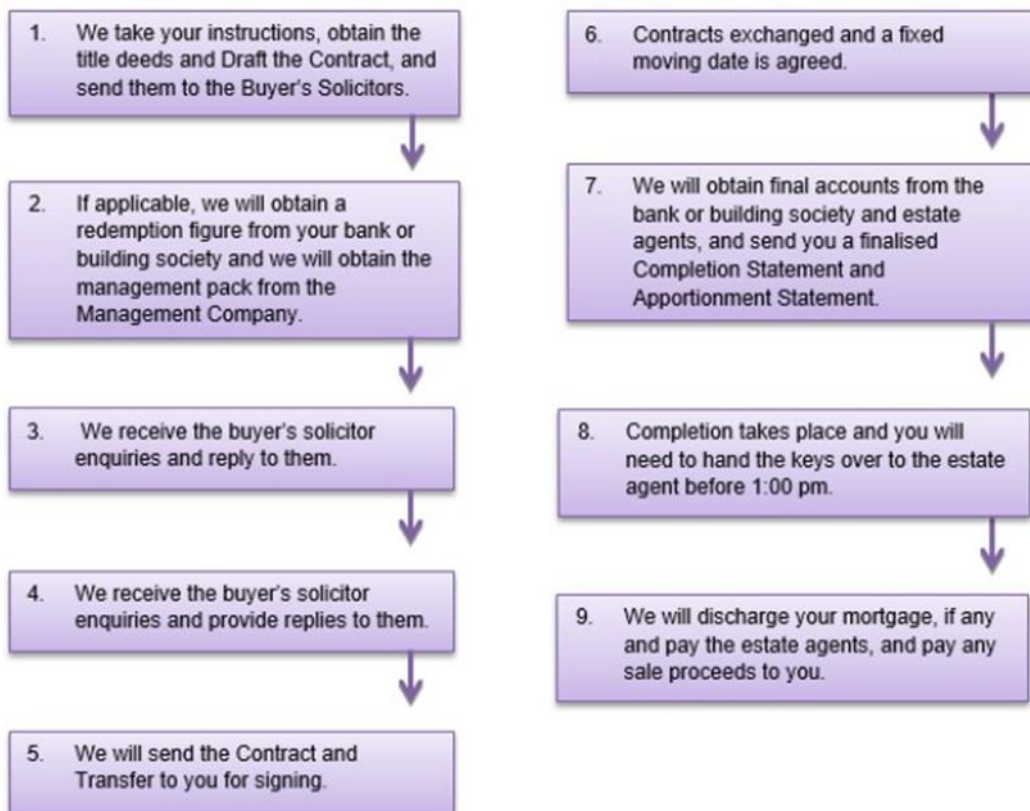 1. We take your instructions, obtain the
title deeds and Draft the Contract, and
send them to the Buyer's Solicitors.
2. If applicable, we will obtain a
redemption figure from your bank or
building society and we will obtain the
management pack from the
Management Company.
3. We receive the buyer's solicitor
enquiries and reply to them.
4. We receive the buyer's solicitor
enquiries and provide replies to them.
5. We will send the Contract and
Transfer to you for signing.
6. Contracts exchanged and a fixed
moving date is agreed.
7. We will obtain final accounts from the
bank or building society and estate
agents, and send you a finalised
Completion Statement and
Apportionment Statement.
8. Completion takes place and you will
need to hand the keys over to the estate
agent before 1:00 pm.
9. We will discharge your mortgage, if any
and pay the estate agents, and pay any
sale proceeds to you.